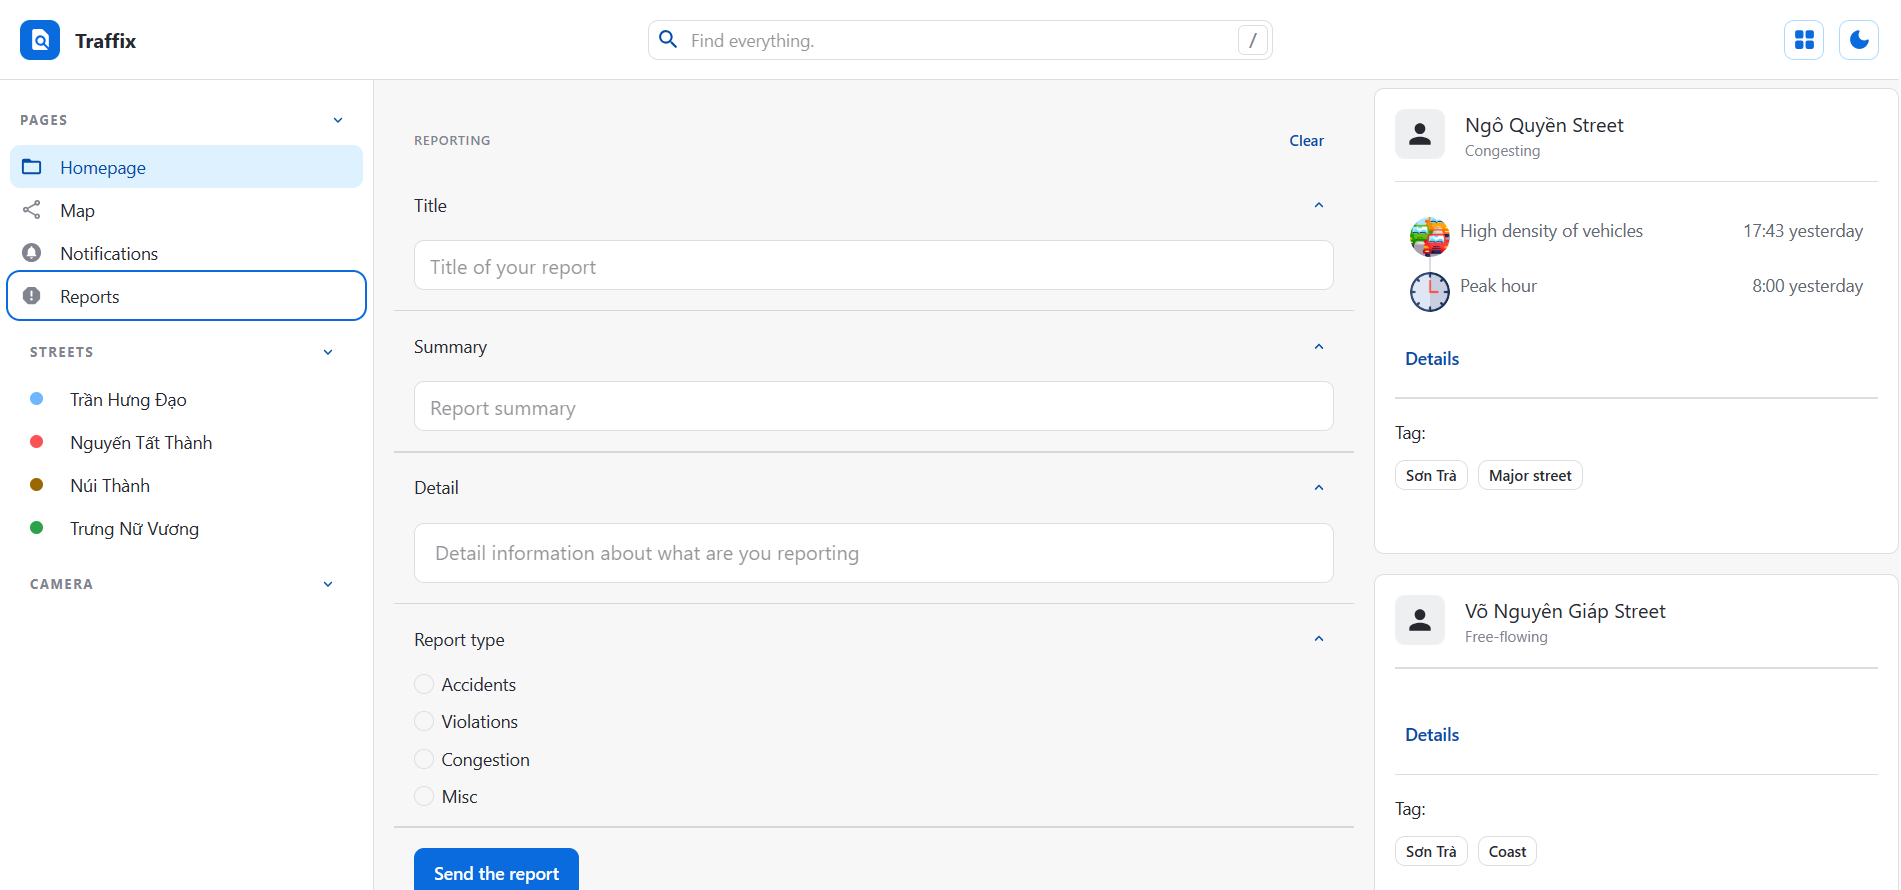 Traffix
Find everything.
/
PAGES
Homepage
Map
Notifications
Reports
STREETS
Trần Hưng Đạo
Nguyến Tất Thành
Núi Thành
Trưng Nữ Vương
CAMERA
REPORTING
Clear
Title
Title of your report
Summary
Report summary
Detail
Detail information about what are you reporting
Report type
Accidents
Violations
Congestion
Misc
Send the report
Ngô Quyền Street
Congesting
High density of vehicles 17:43 yesterday
Peak hour 8:00 yesterday
Details
Tag:
Sơn Trà Major street
Võ Nguyên Giáp Street
Free-flowing
Details
Tag:
Sơn Trà Coast